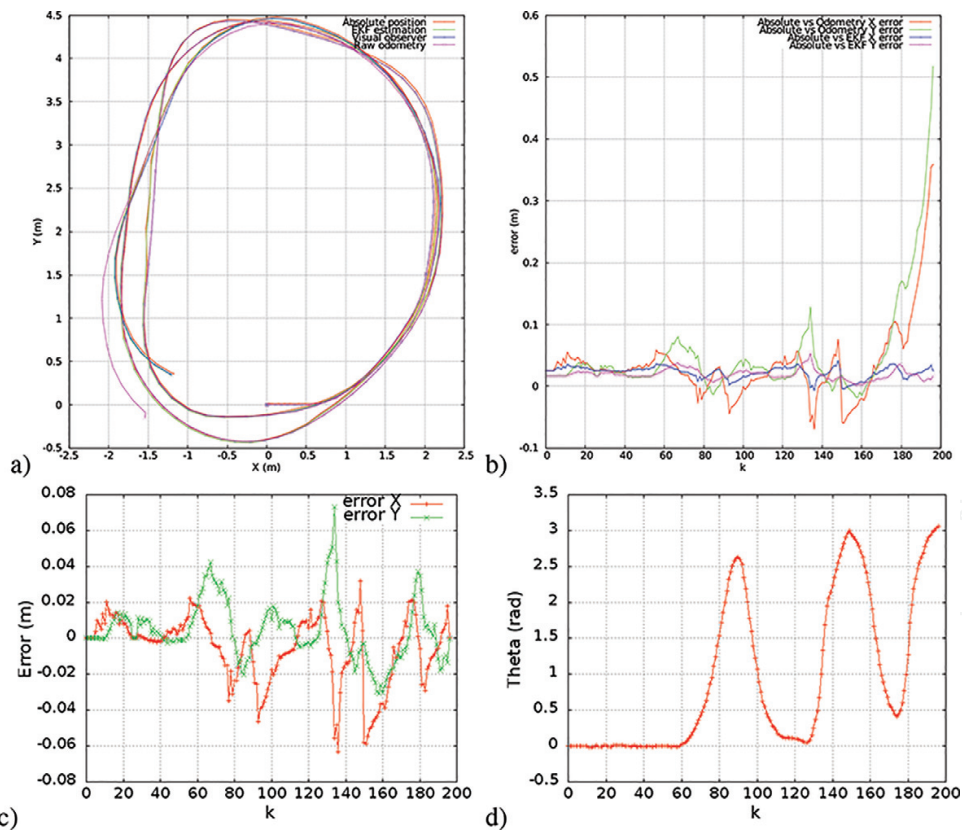 4.5
4
3.5
3
2.5
2
1.5
1
0.5
0
-0.5
Y (m)
Absolute position
EKF estimation
Visual observer
Raw odometry
-2.5 -2 -1.5 -1 -0.5 0 0.5 1 1.5 2 2.5
X (m)
a)
0.6
0.5
0.4
0.3
0.2
0.1
0
-0.1
error (m)
Absolute vs Odometry X error
Absolute vs Odometry Y error
Absolute vs EKF X error
Absolute vs EKF Y error
0 20 40 60 80 100 120 140 160 180 200
k
b)
0.08
0.06
0.04
0.02
0
-0.02
-0.04
-0.06
-0.08
Error (m)
error X
error Y
0 20 40 60 80 100 120 140 160 180 200
k
c)
3.5
3
2.5
2
1.5
1
0.5
0
-0.5
Theta (rad)
0 20 40 60 80 100 120 140 160 180 200
k
d)